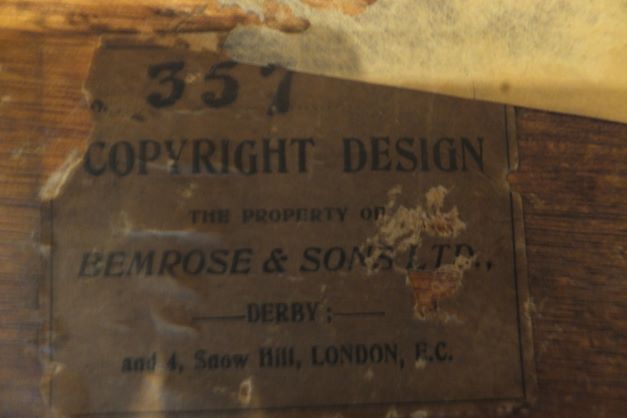 o. 357
COPYRIGHT DESIGN
THE PROPERTY OF
BEMROSE & SONS LTD.,
DERBY;
and 4, Snow Hill, LONDON, E.C.